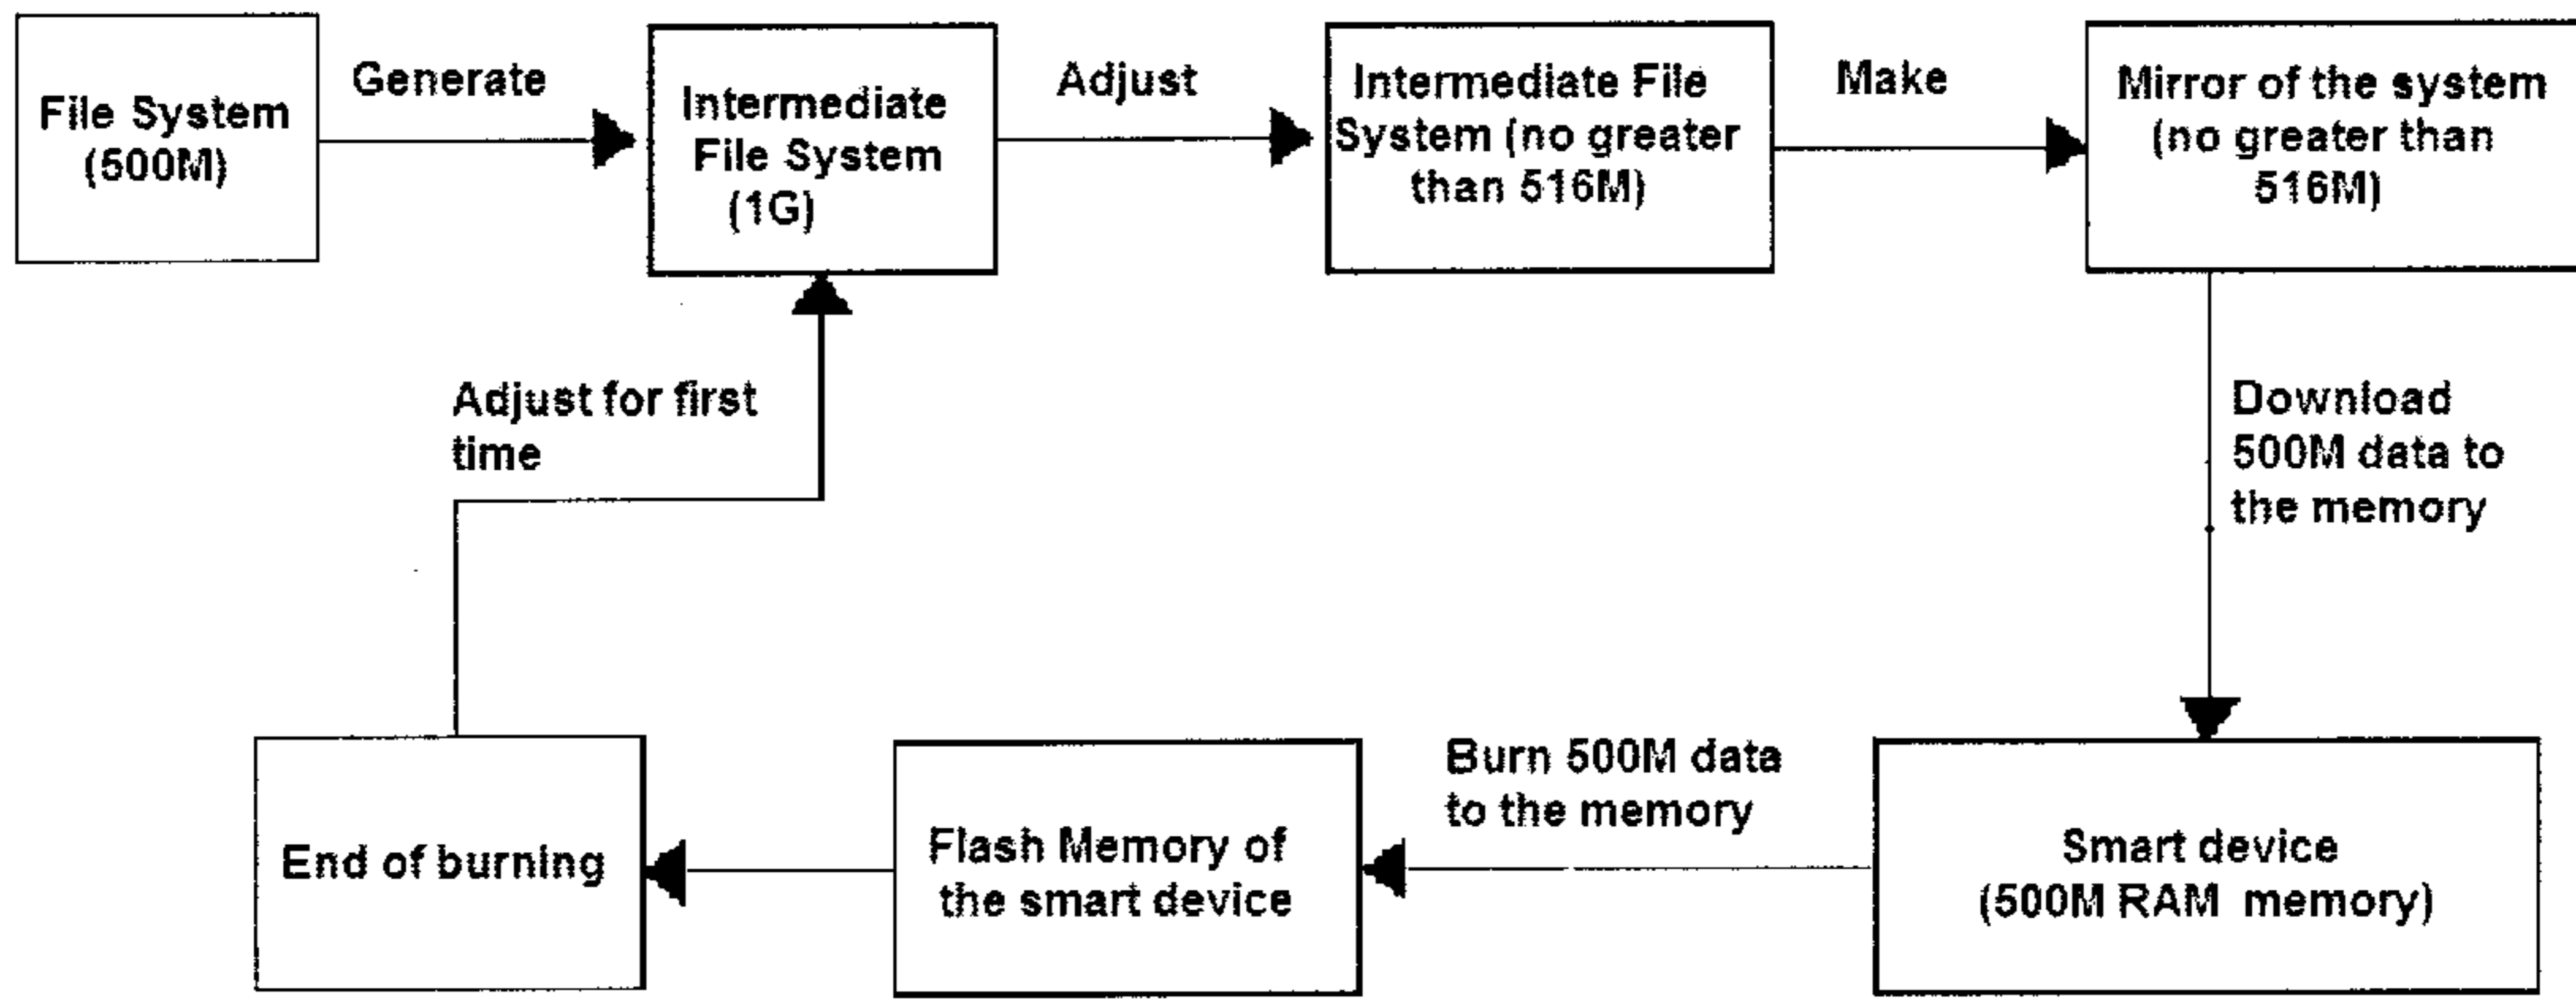 File System
(500M)
Generate
Intermediate
File System
(1G)
Adjust
Intermediate File
System (no greater
than 516M)
Make
Mirror of the system
(no greater than
516M)
Adjust for first
time
Download
500M data to
the memory
End of burning
Flash Memory of
the smart device
Burn 500M data
to the memory
Smart device
(500M RAM memory)